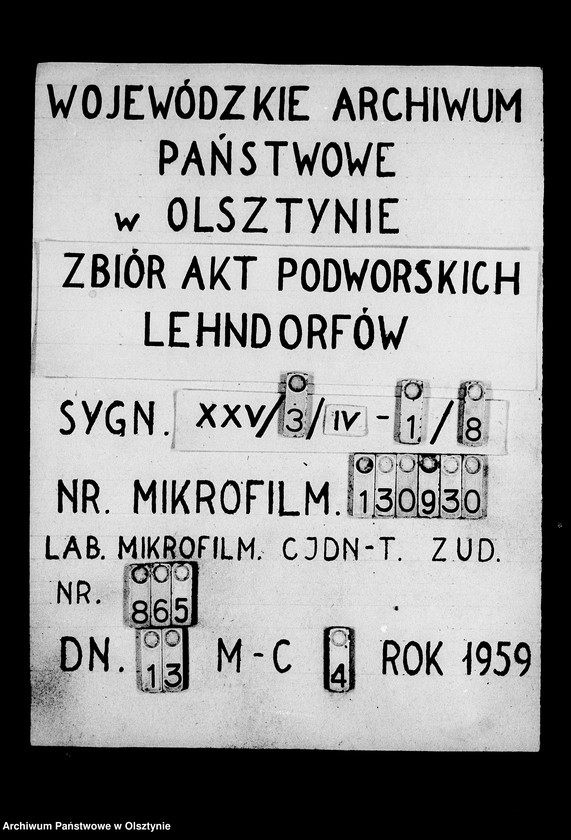 WOJEWÓDZKIE ARCHIWUM
PAŃSTWOWE
w OLSZTYNIE
ZBIÓR AKT PODWORSKICH
LEHNDORFÓW
SYGN. XXV/3/IV-1/8
NR. MIKROFILM. 130930
LAB. MIKROFILM. CJDN-T. ZUD.
NR. 865
DN. 13 M-C 4 ROK 1959
Archiwum Państwowe w Olsztynie